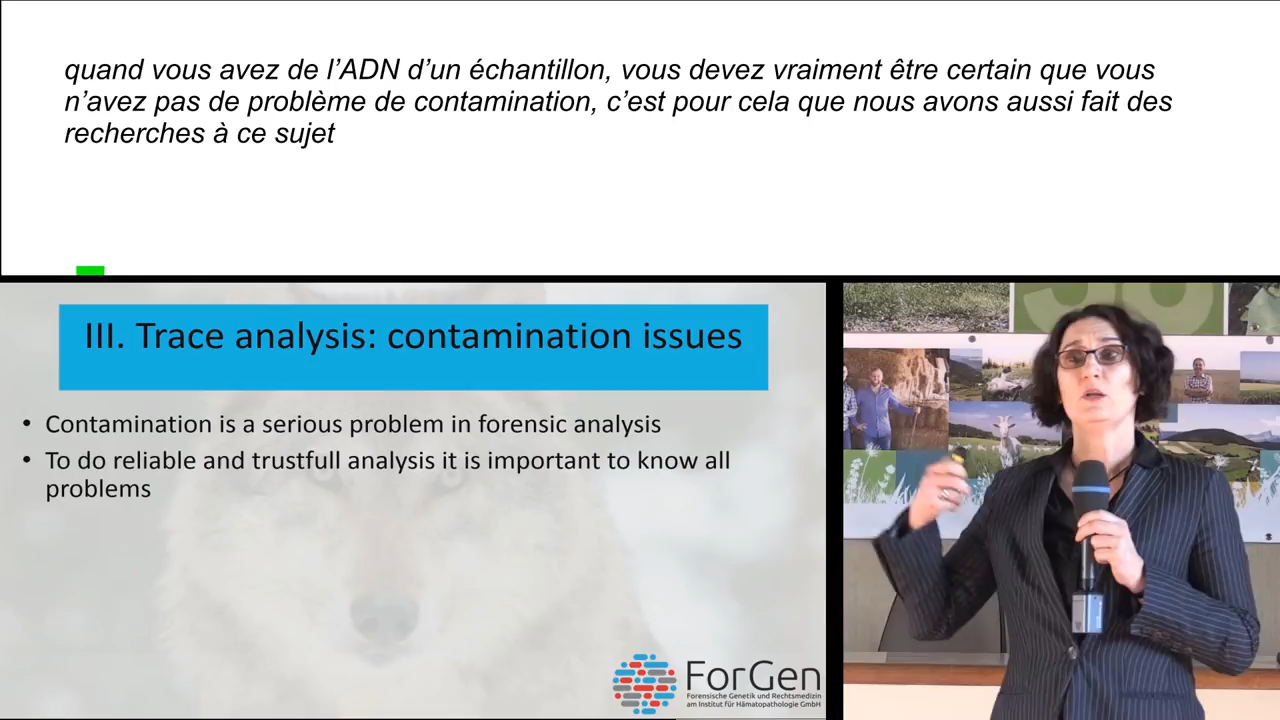 quand vous avez de l’ADN d’un échantillon, vous devez vraiment être certain que vous
n’avez pas de problème de contamination, c’est pour cela que nous avons aussi fait des
recherches à ce sujet
III. Trace analysis: contamination issues
• Contamination is a serious problem in forensic analysis
• To do reliable and trustfull analysis it is important to know all
problems
ForGen
Forensische Genetik und Rechtsmedizin
am Institut für Hämatopathologie GmbH